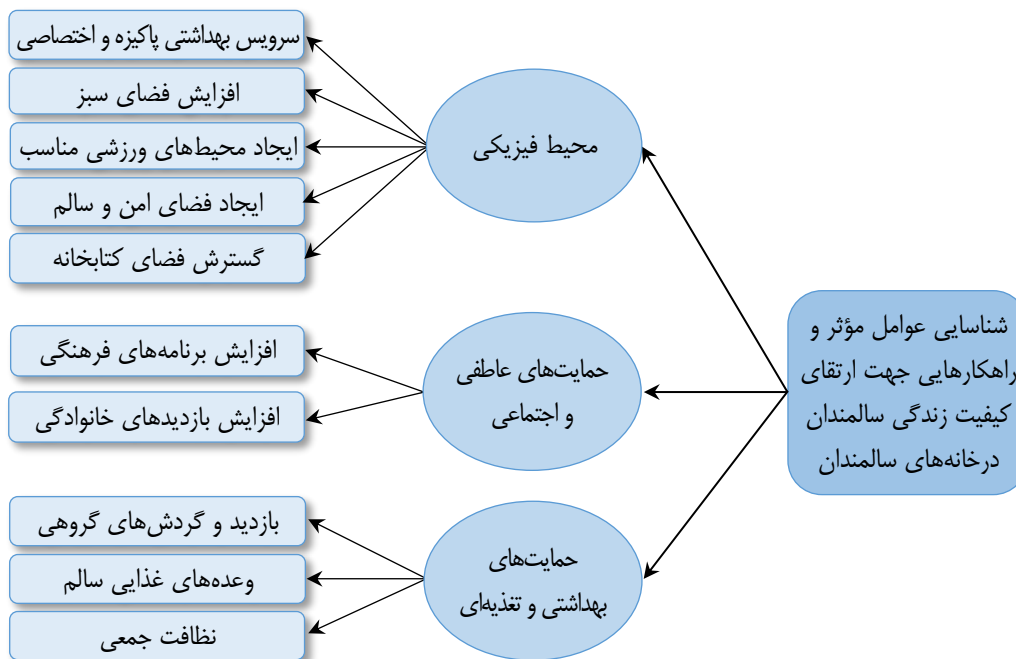 شناسایی عوامل مؤثر و
راهکارهایی جهت ارتقای
کیفیت زندگی سالمندان
درخانه‌های سالمندان
محیط فیزیکی
سرویس بهداشتی پاکیزه و اختصاصی
افزایش فضای سبز
ایجاد محیط‌های ورزشی مناسب
ایجاد فضای امن و سالم
گسترش فضای کتابخانه
حمایت‌های عاطفی
و اجتماعی
افزایش برنامه‌های فرهنگی
افزایش بازدیدهای خانوادگی
حمایت‌های
بهداشتی و تغذیه‌ای
بازدید و گردش‌های گروهی
وعده‌های غذایی سالم
نظافت جمعی